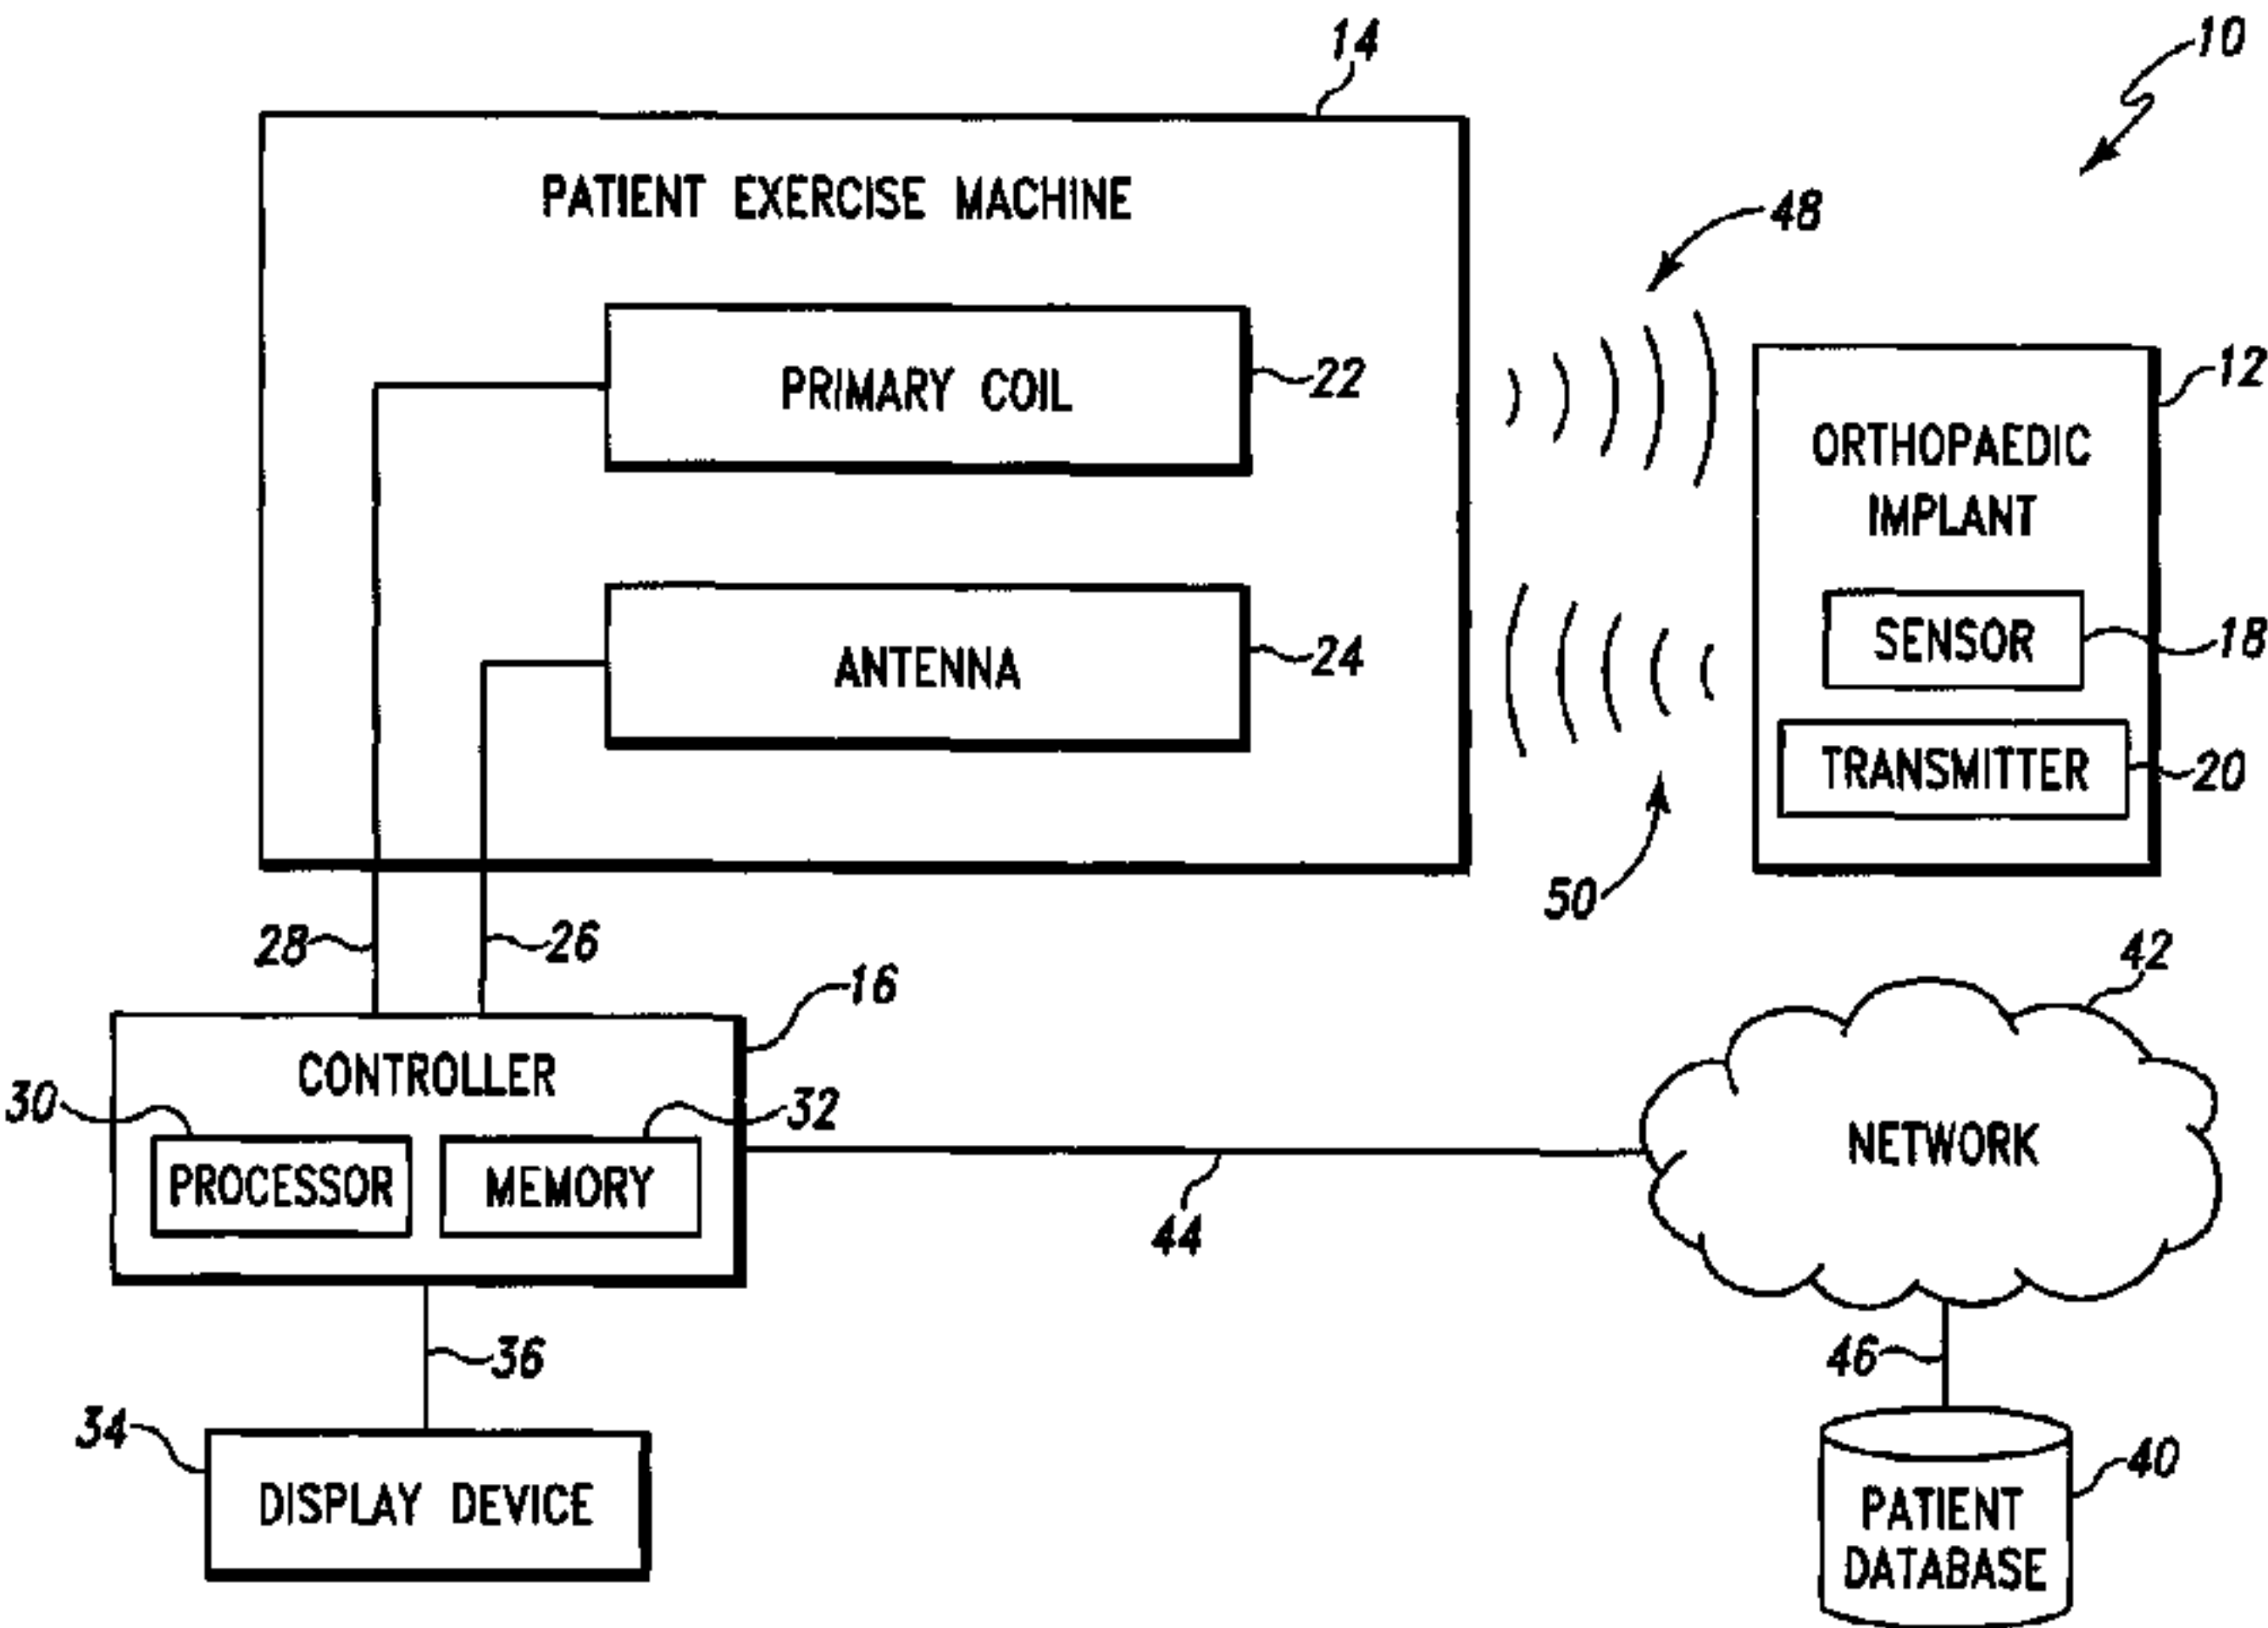 14
10
PATIENT EXERCISE MACHINE
48
PRIMARY COIL
22
12
ORTHOPAEDIC
IMPLANT
ANTENNA
24
SENSOR
18
TRANSMITTER
20
50
28
26
42
16
CONTROLLER
30
32
PROCESSOR
MEMORY
NETWORK
44
36
46
34
DISPLAY DEVICE
40
PATIENT
DATABASE